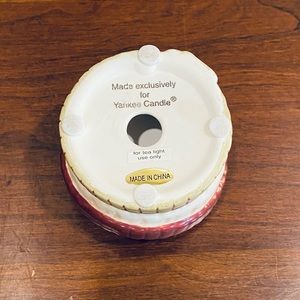 Made exclusively
for
Yankee Candle®
for tea light
use only
MADE IN CHINA